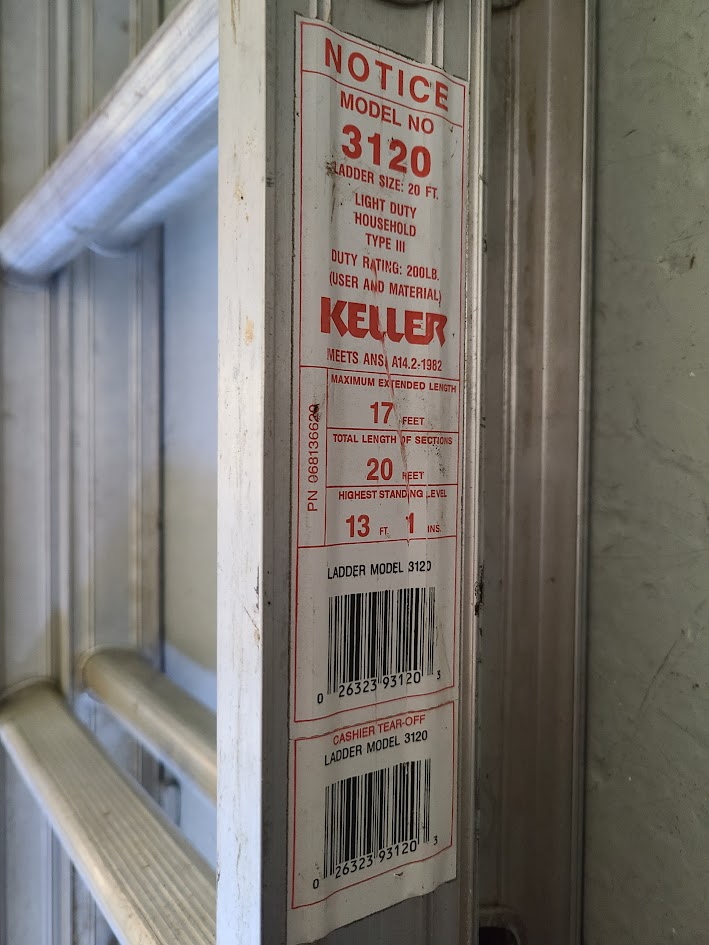 NOTICE
MODEL NO
3120
LADDER SIZE: 20 FT.
LIGHT DUTY
HOUSEHOLD
TYPE III
DUTY RATING: 200LB.
(USER AND MATERIAL)
KELLER
MEETS ANSI A14.2-1982
PN 068136620
MAXIMUM EXTENDED LENGTH
17 FEET
TOTAL LENGTH OF SECTIONS
20 FEET
HIGHEST STANDING LEVEL
13 FT. 1 INS.
LADDER MODEL 3120
0 26323 93120 3
CASHIER TEAR-OFF
LADDER MODEL 3120
0 26323 93120 3